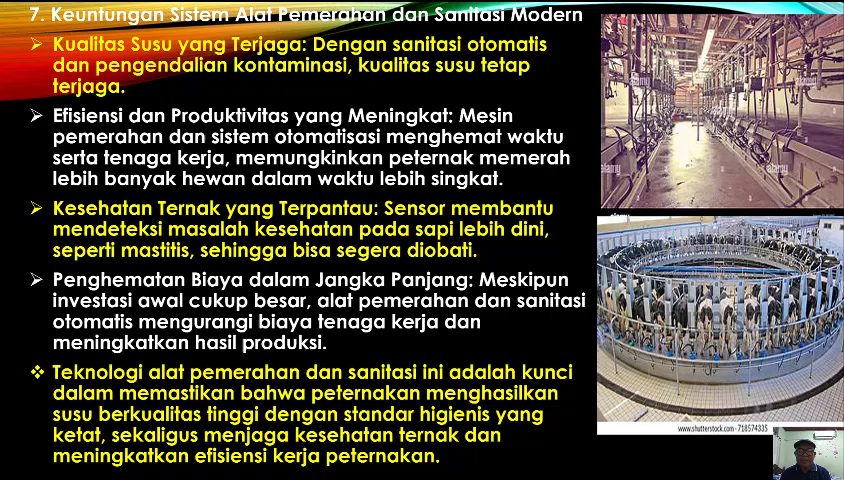 7. Keuntungan Sistem Alat Pemerahan dan Sanitasi Modern
Kualitas Susu yang Terjaga: Dengan sanitasi otomatis
dan pengendalian kontaminasi, kualitas susu tetap
terjaga.
Efisiensi dan Produktivitas yang Meningkat: Mesin
pemerahan dan sistem otomatisasi menghemat waktu
serta tenaga kerja, memungkinkan peternak memerah
lebih banyak hewan dalam waktu lebih singkat.
Kesehatan Ternak yang Terpantau: Sensor membantu
mendeteksi masalah kesehatan pada sapi lebih dini,
seperti mastitis, sehingga bisa segera diobati.
Penghematan Biaya dalam Jangka Panjang: Meskipun
investasi awal cukup besar, alat pemerahan dan sanitasi
otomatis mengurangi biaya tenaga kerja dan
meningkatkan hasil produksi.
Teknologi alat pemerahan dan sanitasi ini adalah kunci
dalam memastikan bahwa peternakan menghasilkan
susu berkualitas tinggi dengan standar higienis yang
ketat, sekaligus menjaga kesehatan ternak dan
meningkatkan efisiensi kerja peternakan.
alamy
alamy
alamy
alamy
www.shutterstock.com · 718574335